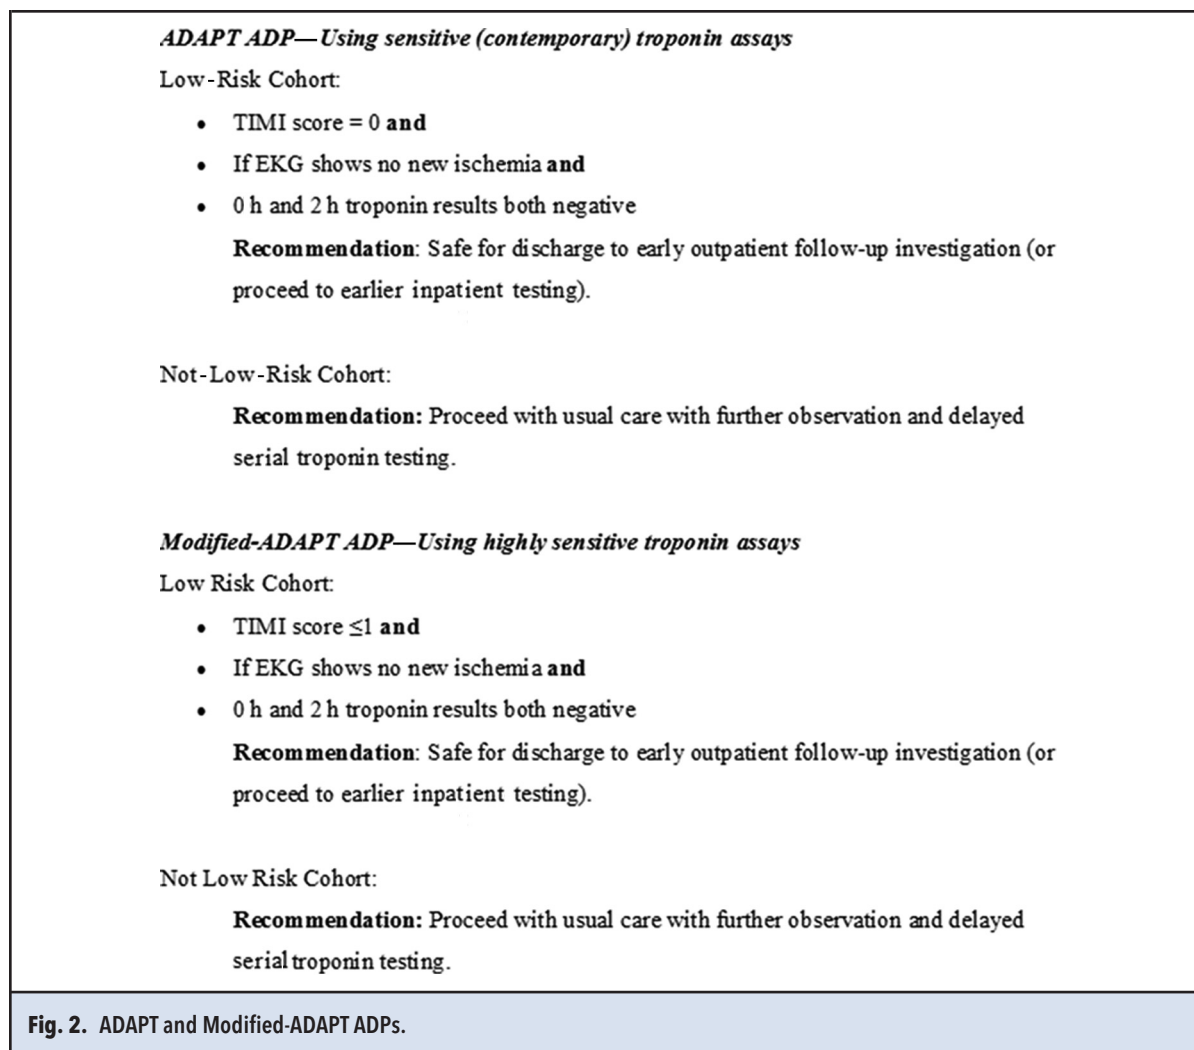 ADAPT ADP—Using sensitive (contemporary) troponin assays
Low-Risk Cohort:
• TIMI score = 0 and
• If EKG shows no new ischemia and
• 0 h and 2 h troponin results both negative
Recommendation: Safe for discharge to early outpatient follow-up investigation (or
proceed to earlier inpatient testing).
Not-Low-Risk Cohort:
Recommendation: Proceed with usual care with further observation and delayed
serial troponin testing.
Modified-ADAPT ADP—Using highly sensitive troponin assays
Low Risk Cohort:
• TIMI score ≤1 and
• If EKG shows no new ischemia and
• 0 h and 2 h troponin results both negative
Recommendation: Safe for discharge to early outpatient follow-up investigation (or
proceed to earlier inpatient testing).
Not Low Risk Cohort:
Recommendation: Proceed with usual care with further observation and delayed
serial troponin testing.
Fig. 2. ADAPT and Modified-ADAPT ADPs.